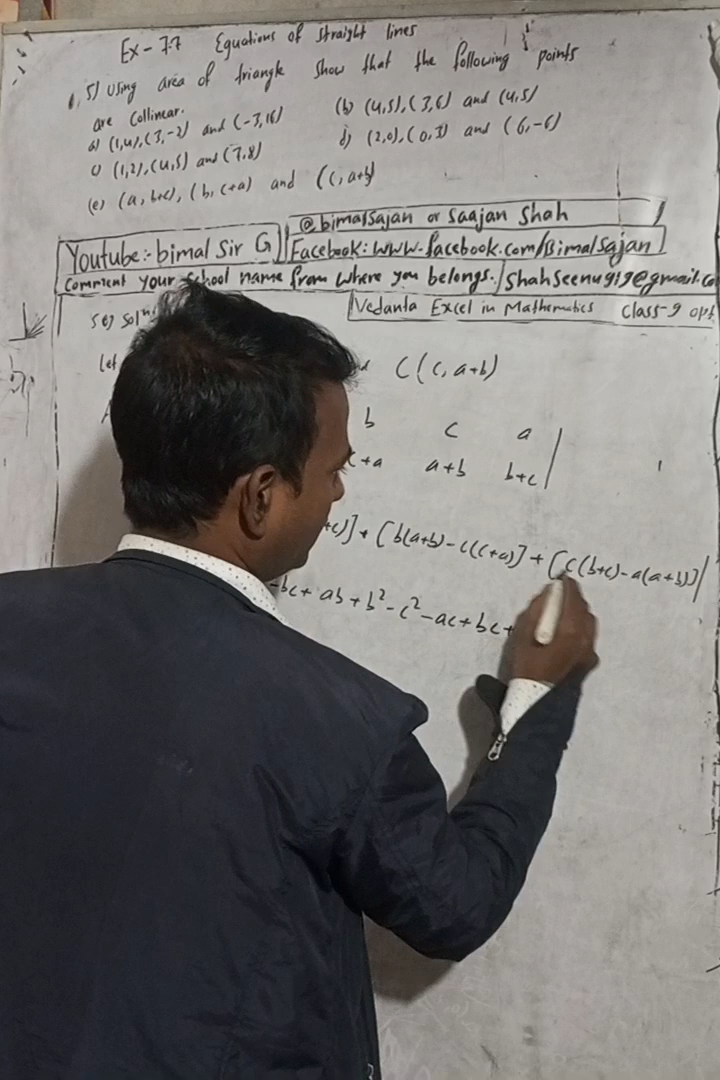 Ex-7.7 Equations of straight lines
5) Using area of triangle show that the following points
are Collinear.
a) (1,4),(3,-2) and (-3,16)
(b) (4,5),(3,6) and (4,5)
c) (1,2),(4,5) and (7,8)
d) (2,0),(0, and (6,-6)
(e) (a, b+c), (b, c+a) and (c, a+b)
@bimalsajan or Saajan Shah
Youtube:- bimal Sir G
Facebook: www.facebook.com/Bimalsajan
Comment your School name from where you belongs. shahseenu919@gmail.co
Vedanta Excel in Mathematics Class-9 opt
5e) Solⁿ
Let C(c, a+b)
b c a
c+a a+b b+c
+c)] + [b(a+b)-c(c+a)] + [c(b+c)-a(a+b)]|
-bc+ab+b²-c²-ac+bc+